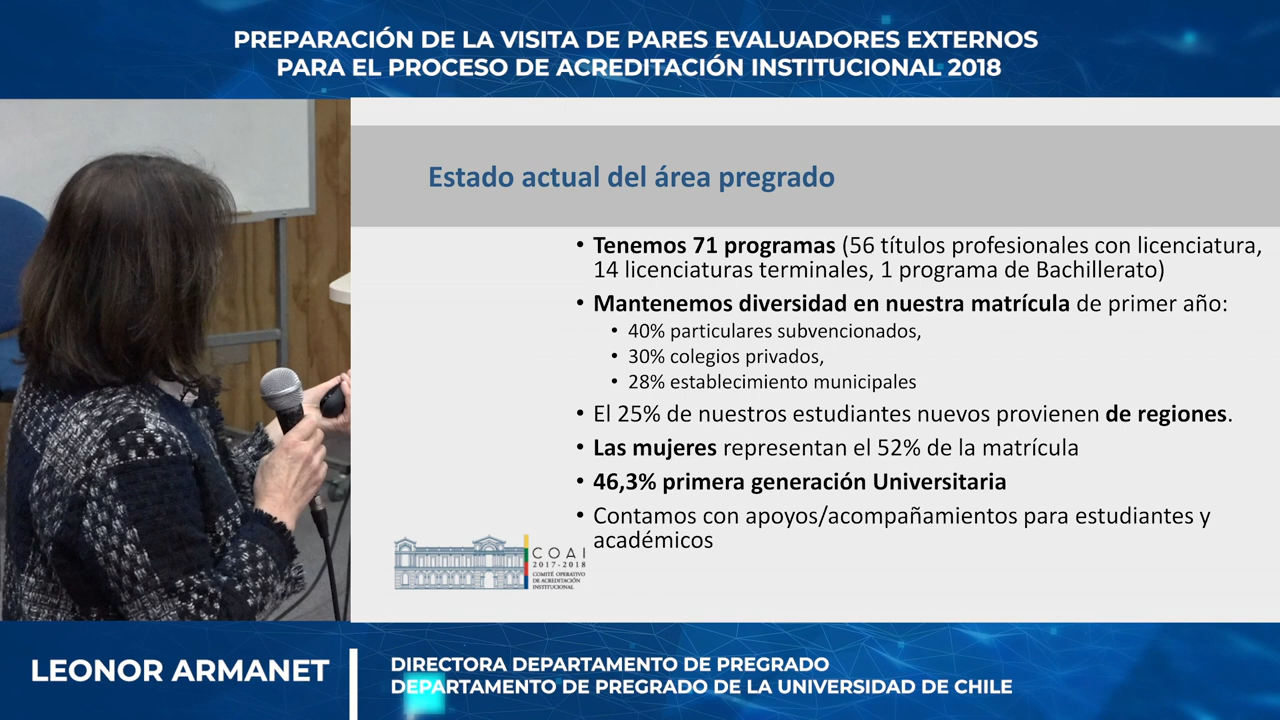 PREPARACIÓN DE LA VISITA DE PARES EVALUADORES EXTERNOS
PARA EL PROCESO DE ACREDITACIÓN INSTITUCIONAL 2018
Estado actual del área pregrado
• Tenemos 71 programas (56 títulos profesionales con licenciatura,
14 licenciaturas terminales, 1 programa de Bachillerato)
• Mantenemos diversidad en nuestra matrícula de primer año:
• 40% particulares subvencionados,
• 30% colegios privados,
• 28% establecimiento municipales
• El 25% de nuestros estudiantes nuevos provienen de regiones.
• Las mujeres representan el 52% de la matrícula
• 46,3% primera generación Universitaria
• Contamos con apoyos/acompañamientos para estudiantes y
académicos
COAI
2017-2018
COMITÉ OPERATIVO
DE ACREDITACIÓN
INSTITUCIONAL
LEONOR ARMANET
DIRECTORA DEPARTAMENTO DE PREGRADO
DEPARTAMENTO DE PREGRADO DE LA UNIVERSIDAD DE CHILE